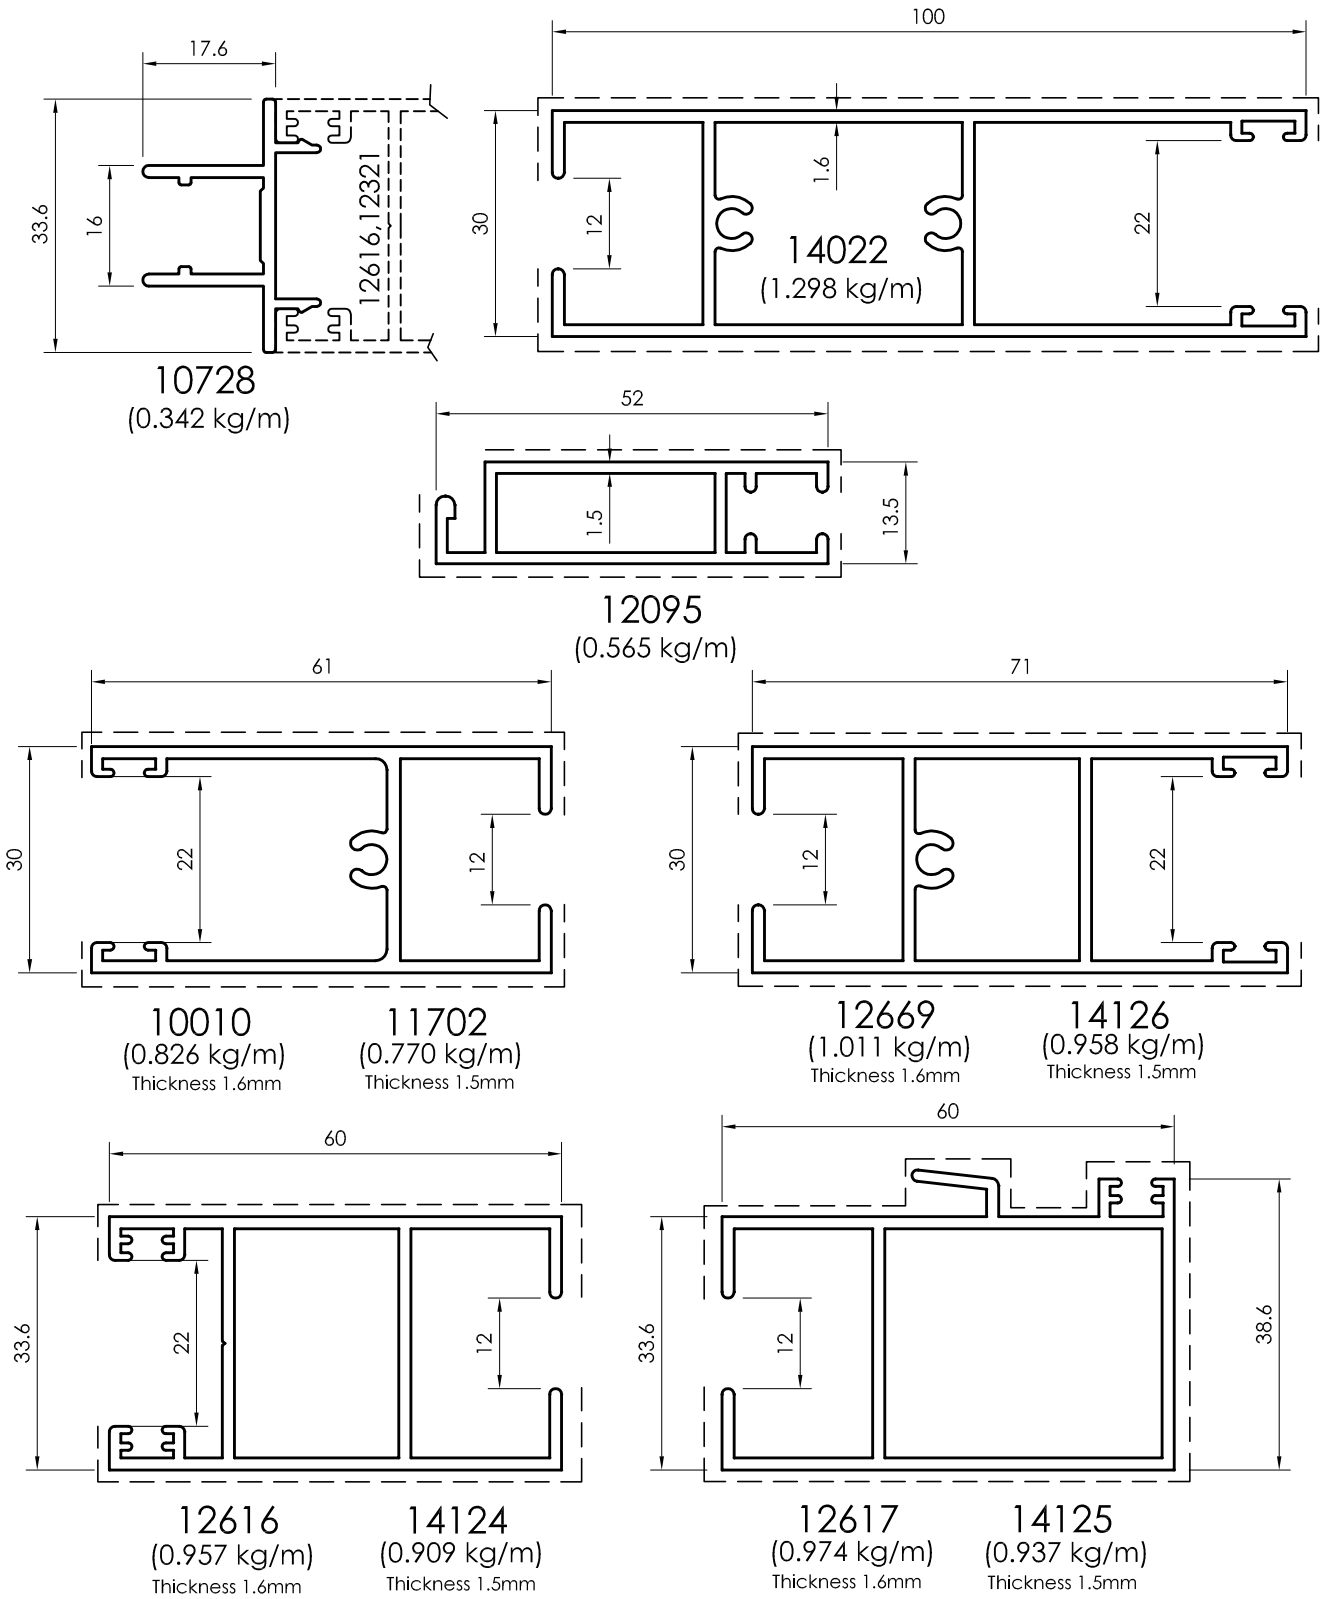 17.6
33.6
16
12616,12321
10728
(0.342 kg/m)
100
30
12
1.6
22
14022
(1.298 kg/m)
52
1.5
13.5
12095
(0.565 kg/m)
61
30
22
12
10010
(0.826 kg/m)
Thickness 1.6mm
11702
(0.770 kg/m)
Thickness 1.5mm
71
30
12
22
12669
(1.011 kg/m)
Thickness 1.6mm
14126
(0.958 kg/m)
Thickness 1.5mm
60
33.6
22
12
12616
(0.957 kg/m)
Thickness 1.6mm
14124
(0.909 kg/m)
Thickness 1.5mm
60
33.6
12
38.6
12617
(0.974 kg/m)
Thickness 1.6mm
14125
(0.937 kg/m)
Thickness 1.5mm